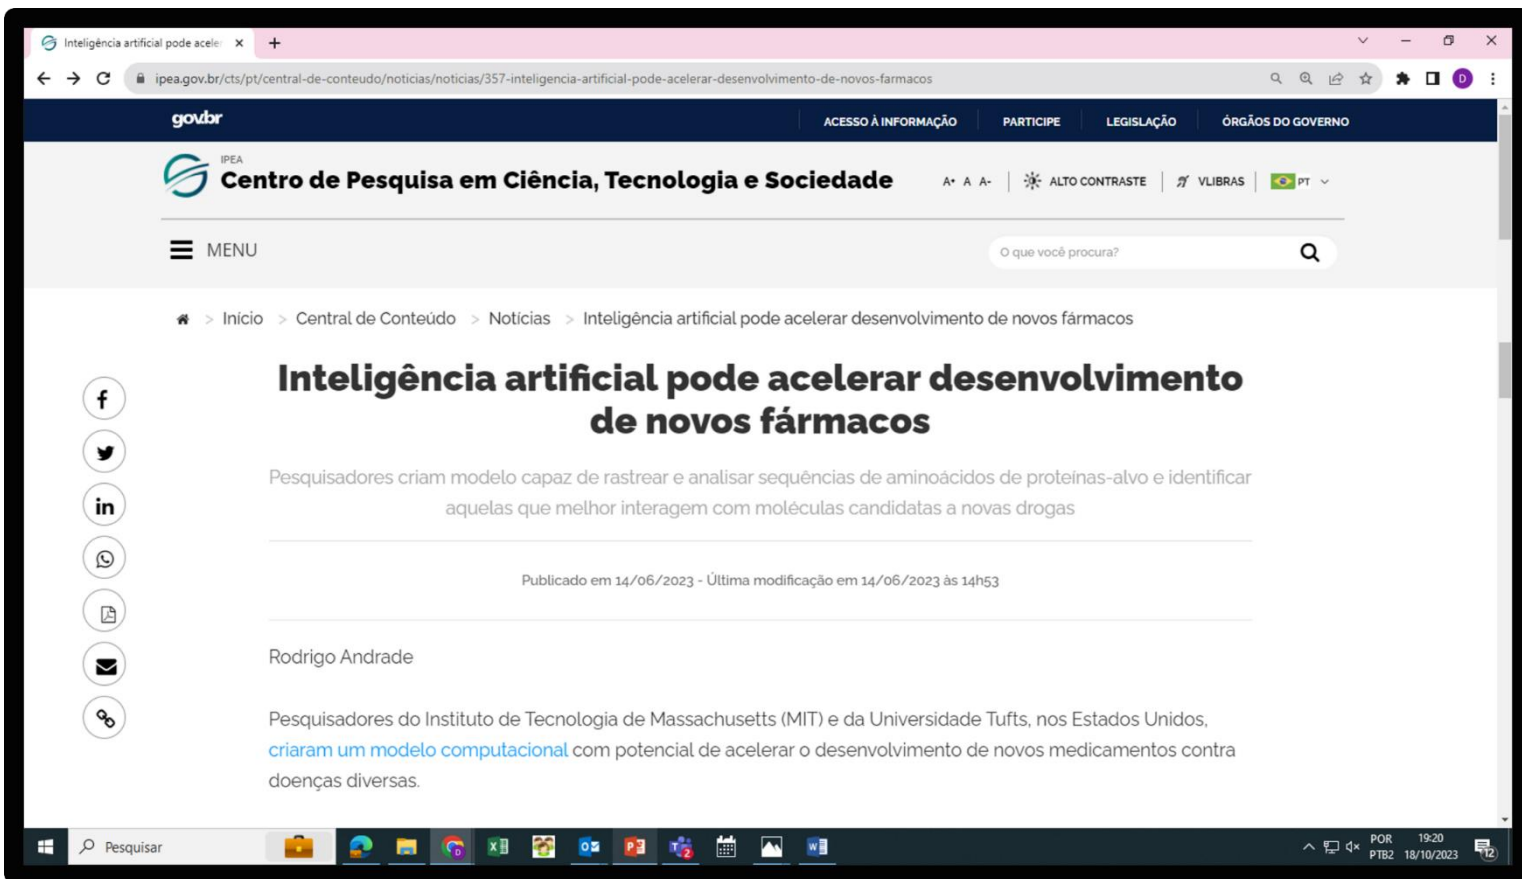 Inteligência artificial pode aceler
ipea.gov.br/cts/pt/central-de-conteudo/noticias/noticias/357-inteligencia-artificial-pode-acelerar-desenvolvimento-de-novos-farmacos
D
gov.br
ACESSO À INFORMAÇÃO
PARTICIPE
LEGISLAÇÃO
ÓRGÃOS DO GOVERNO
IPEA
Centro de Pesquisa em Ciência, Tecnologia e Sociedade
A+ A A-
ALTO CONTRASTE
VLIBRAS
PT
MENU
O que você procura?
> Início > Central de Conteúdo > Notícias > Inteligência artificial pode acelerar desenvolvimento de novos fármacos
Inteligência artificial pode acelerar desenvolvimento
de novos fármacos
Pesquisadores criam modelo capaz de rastrear e analisar sequências de aminoácidos de proteínas-alvo e identificar
aquelas que melhor interagem com moléculas candidatas a novas drogas
Publicado em 14/06/2023 - Última modificação em 14/06/2023 às 14h53
Rodrigo Andrade
Pesquisadores do Instituto de Tecnologia de Massachusetts (MIT) e da Universidade Tufts, nos Estados Unidos,
criaram um modelo computacional com potencial de acelerar o desenvolvimento de novos medicamentos contra
doenças diversas.
Pesquisar
POR
PTB2
19:20
18/10/2023
12